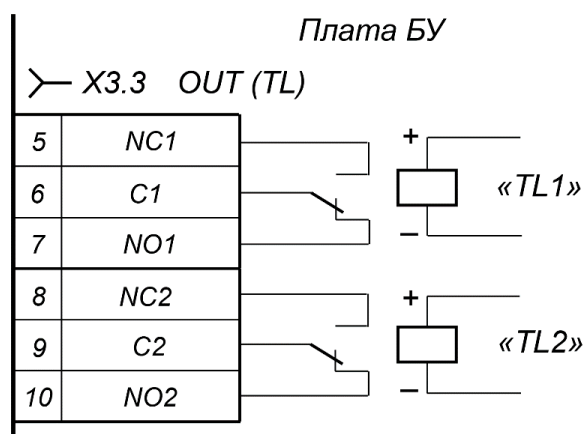 Плата БУ
X3.3 OUT (TL)
5 NC1
6 C1
7 NO1
8 NC2
9 C2
10 NO2
+
«TL1»
–
+
«TL2»
–